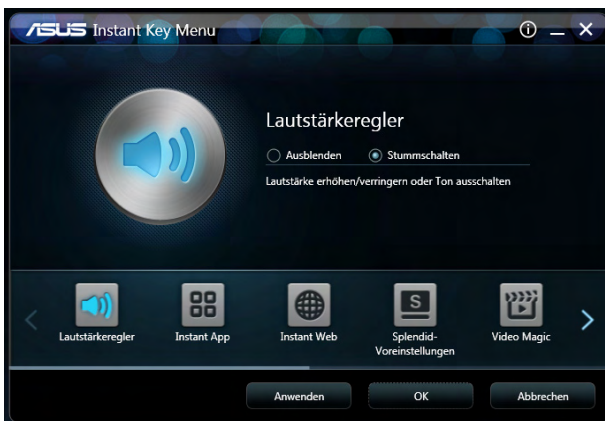 ASUS Instant Key Menu
Lautstärkeregler
Ausblenden Stummschalten
Lautstärke erhöhen/verringern oder Ton ausschalten
Lautstärkeregler
Instant App
Instant Web
S
Splendid-
Voreinstellungen
Video Magic
Anwenden OK Abbrechen